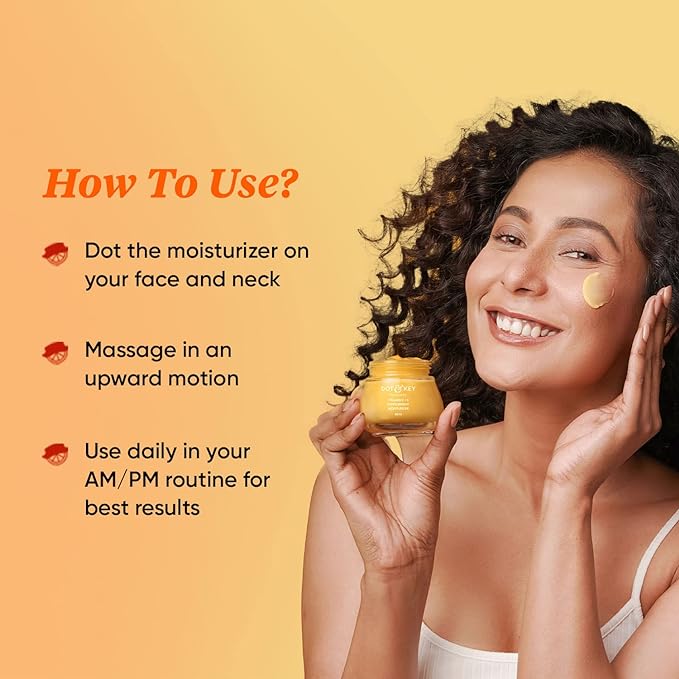 How To Use?
Dot the moisturizer on
your face and neck
Massage in an
upward motion
Use daily in your
AM/PM routine for
best results
DOT & KEY